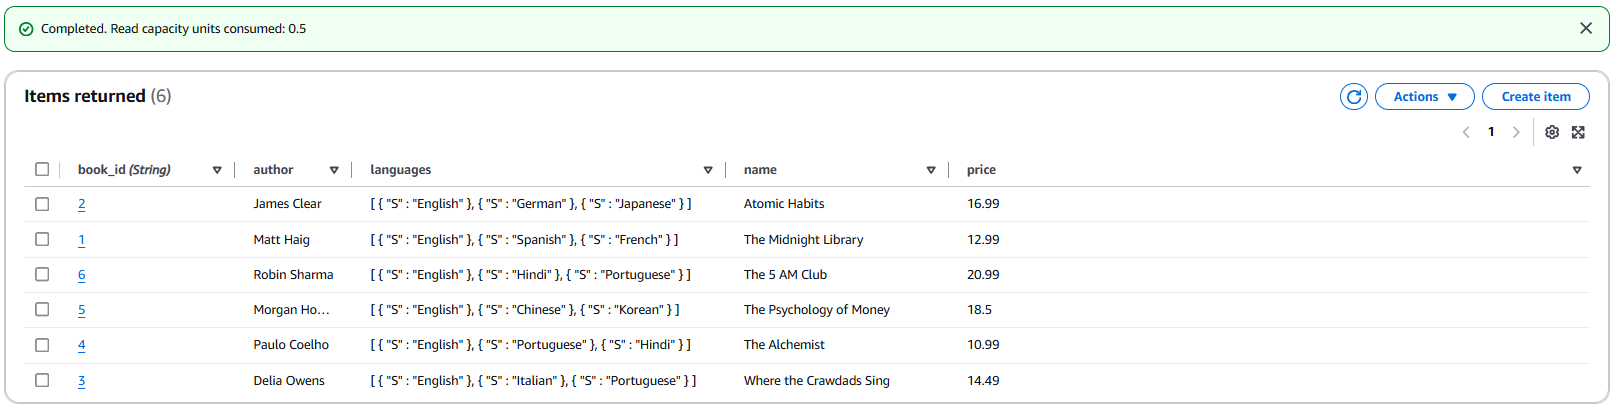 Completed. Read capacity units consumed: 0.5
Items returned (6)
Actions Create item
1
book_id (String) author languages name price
2 James Clear [ { "S" : "English" }, { "S" : "German" }, { "S" : "Japanese" } ] Atomic Habits 16.99
1 Matt Haig [ { "S" : "English" }, { "S" : "Spanish" }, { "S" : "French" } ] The Midnight Library 12.99
6 Robin Sharma [ { "S" : "English" }, { "S" : "Hindi" }, { "S" : "Portuguese" } ] The 5 AM Club 20.99
5 Morgan Ho… [ { "S" : "English" }, { "S" : "Chinese" }, { "S" : "Korean" } ] The Psychology of Money 18.5
4 Paulo Coelho [ { "S" : "English" }, { "S" : "Portuguese" }, { "S" : "Hindi" } ] The Alchemist 10.99
3 Delia Owens [ { "S" : "English" }, { "S" : "Italian" }, { "S" : "Portuguese" } ] Where the Crawdads Sing 14.49